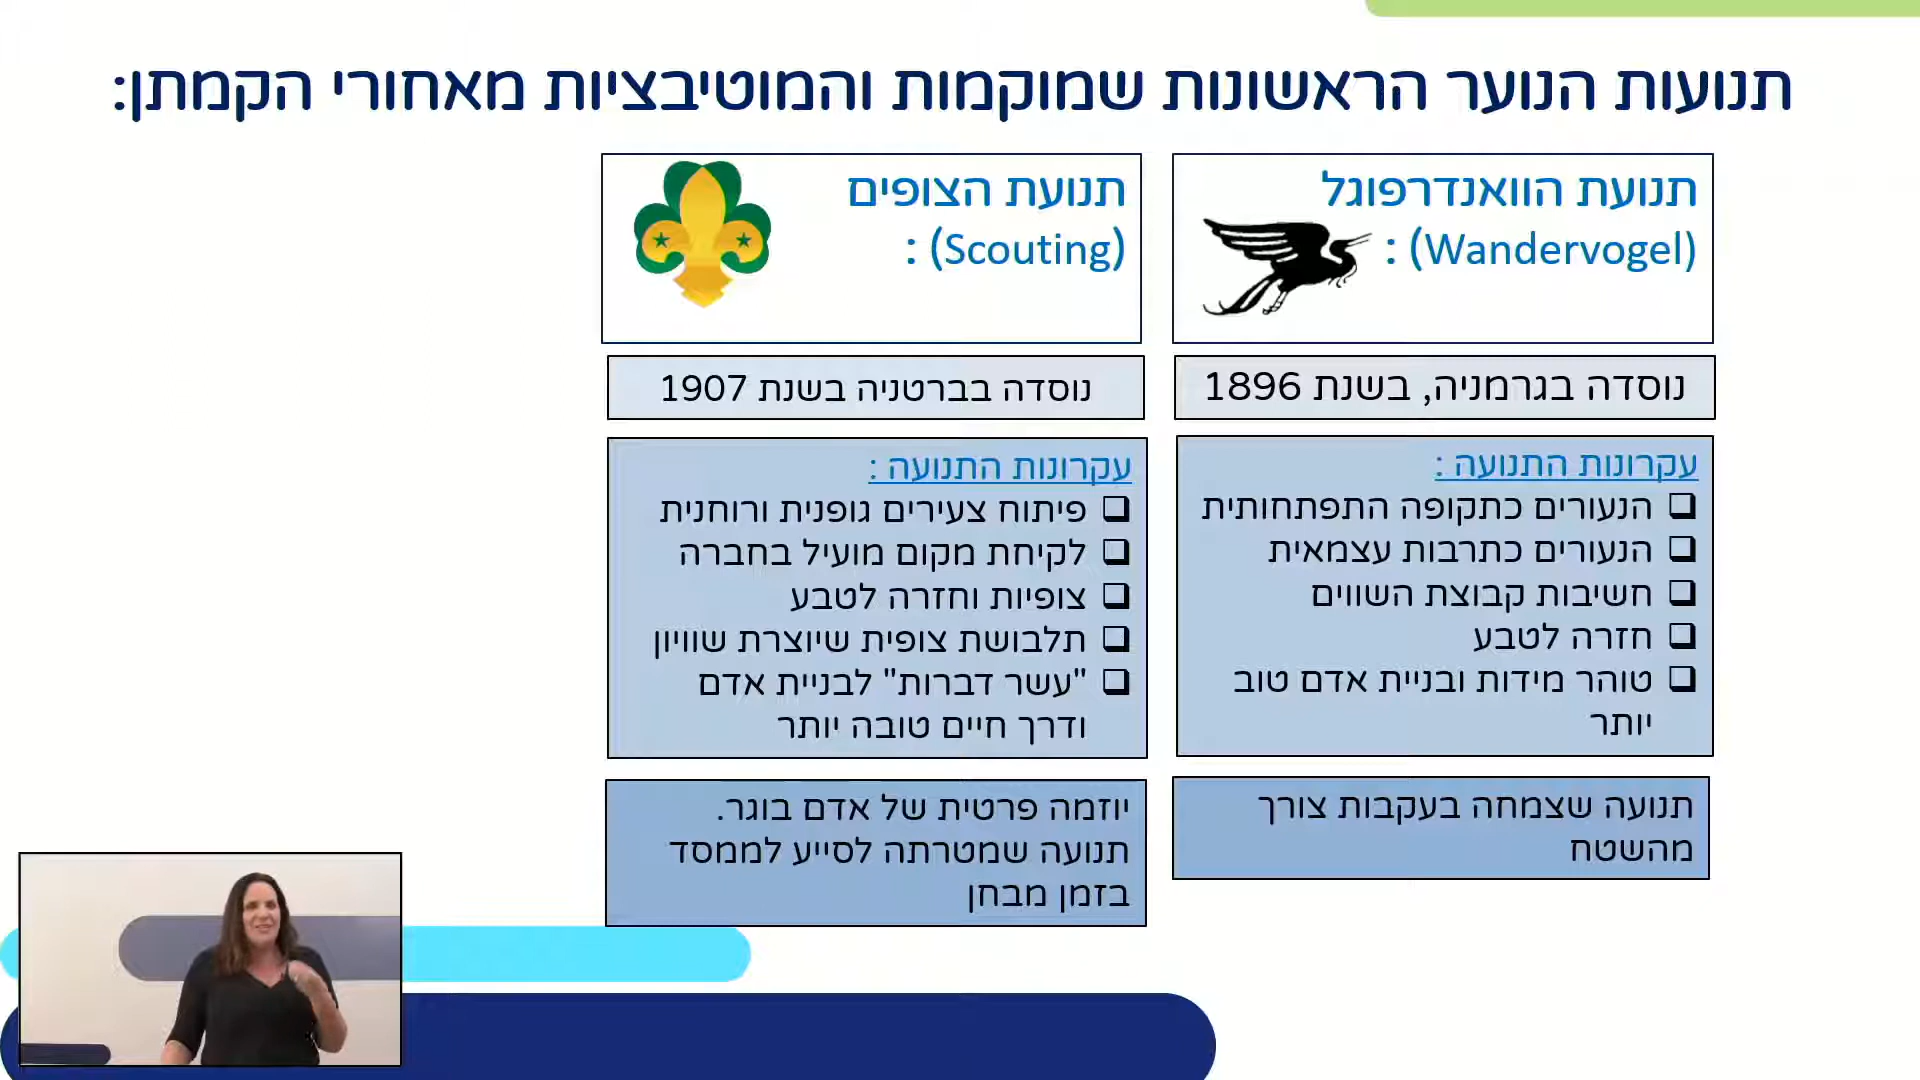 תנועות הנוער הראשונות שמוקמות והמוטיבציות מאחורי הקמתן:
תנועת הוואנדרפוגל
(Wandervogel) :
נוסדה בגרמניה, בשנת 1896
עקרונות התנועה :
❑ הנעורים כתקופה התפתחותית
❑ הנעורים כתרבות עצמאית
❑ חשיבות קבוצת השווים
❑ חזרה לטבע
❑ טוהר מידות ובניית אדם טוב
יותר
תנועה שצמחה בעקבות צורך
מהשטח
תנועת הצופים
(Scouting) :
נוסדה בברטניה בשנת 1907
עקרונות התנועה :
❑ פיתוח צעירים גופנית ורוחנית
❑ לקיחת מקום מועיל בחברה
❑ צופיות וחזרה לטבע
❑ תלבושת צופית שיוצרת שוויון
❑ "עשר דברות" לבניית אדם
ודרך חיים טובה יותר
יוזמה פרטית של אדם בוגר.
תנועה שמטרתה לסייע לממסד
בזמן מבחן